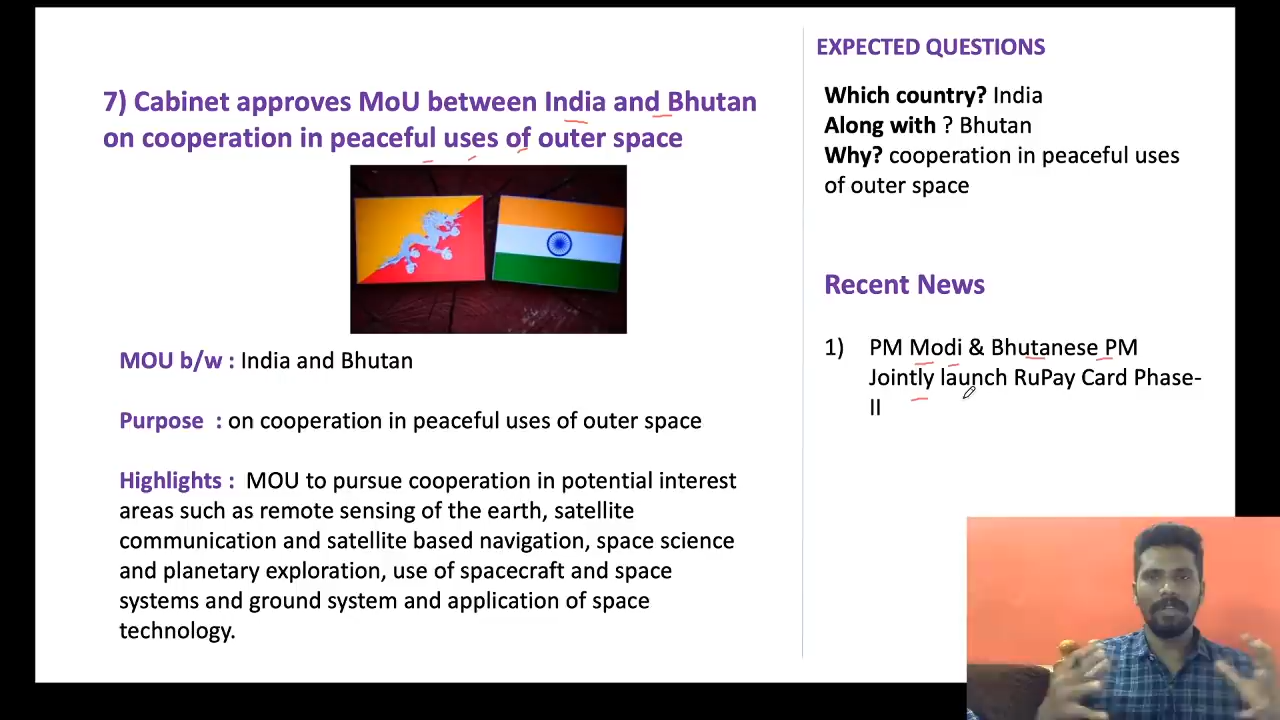 7) Cabinet approves MoU between India and Bhutan
on cooperation in peaceful uses of outer space
MOU b/w : India and Bhutan
Purpose : on cooperation in peaceful uses of outer space
Highlights : MOU to pursue cooperation in potential interest
areas such as remote sensing of the earth, satellite
communication and satellite based navigation, space science
and planetary exploration, use of spacecraft and space
systems and ground system and application of space
technology.
EXPECTED QUESTIONS
Which country? India
Along with ? Bhutan
Why? cooperation in peaceful uses
of outer space
Recent News
1) PM Modi & Bhutanese PM
Jointly launch RuPay Card Phase-
II